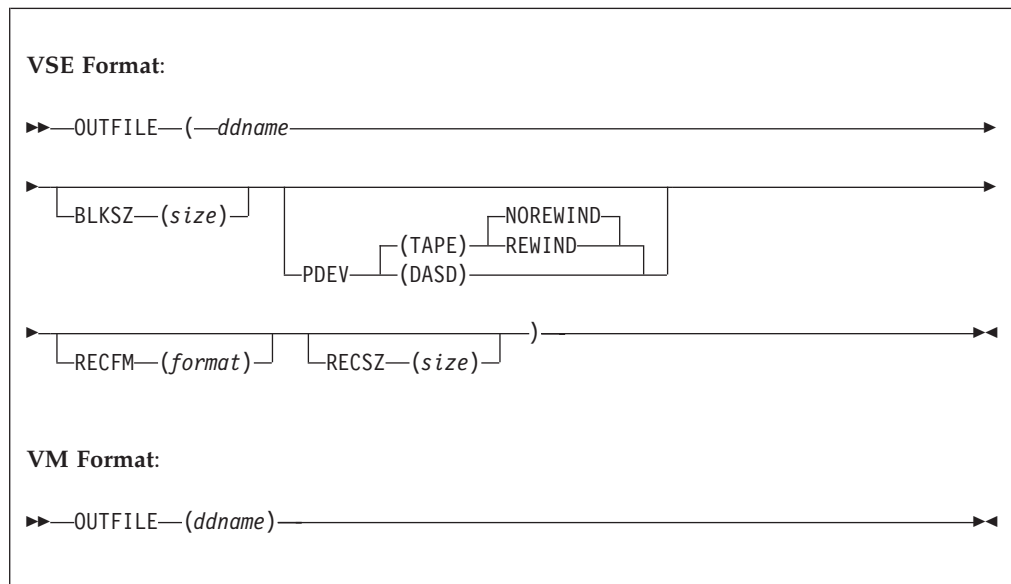 VSE Format:
OUTFILE ( ddname
BLKSZ (size)
NOREWIND
(TAPE) REWIND
PDEV (DASD)
)
RECFM (format) RECSZ (size)
VM Format:
OUTFILE (ddname)